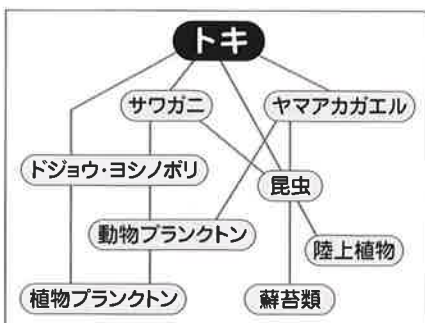 トキ
サワガニ
ヤマアカガエル
ドジョウ・ヨシノボリ
昆虫
動物プランクトン
陸上植物
植物プランクトン
蘚苔類